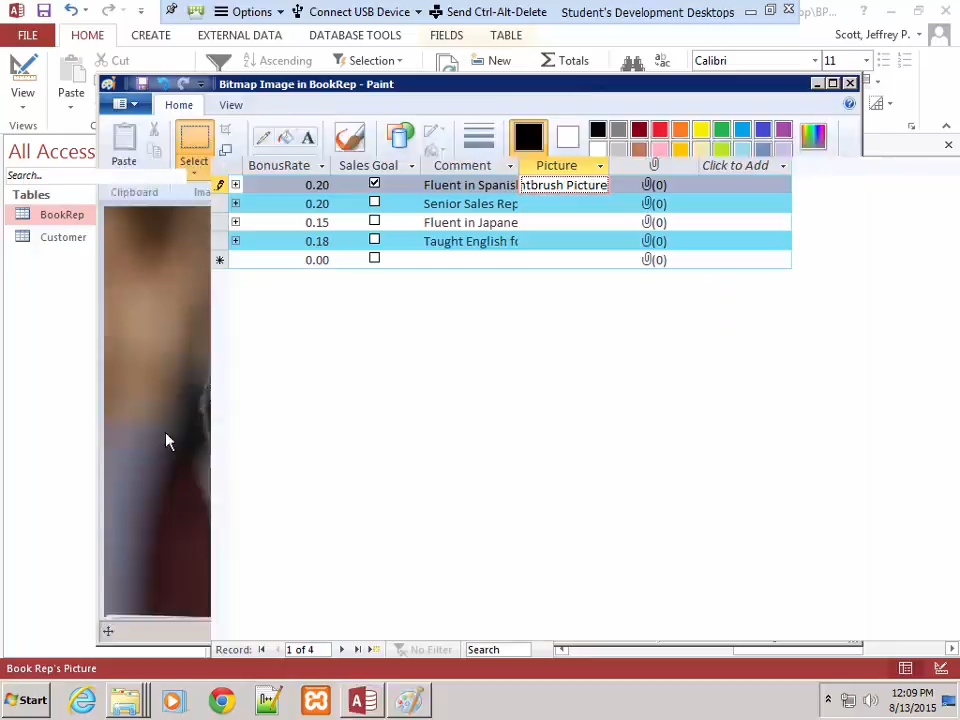 Options Connect USB Device Send Ctrl-Alt-Delete Student's Development Desktops
FILE HOME CREATE EXTERNAL DATA DATABASE TOOLS FIELDS TABLE Scott, Jeffrey P.
View Paste Cut Ascending Selection New Totals Calibri 11
Views
Bitmap Image in BookRep - Paint
Home View
Paste Select
Clipboard Ima
All Access
Search...
Tables
BookRep
Customer
BonusRate Sales Goal Comment Picture Click to Add
0.20 Fluent in Spanish ntbrush Picture (0)
0.20 Senior Sales Rep (0)
0.15 Fluent in Japane (0)
0.18 Taught English fo (0)
0.00
Record: 1 of 4 No Filter Search
Book Rep's Picture
Start 12:09 PM
8/13/2015